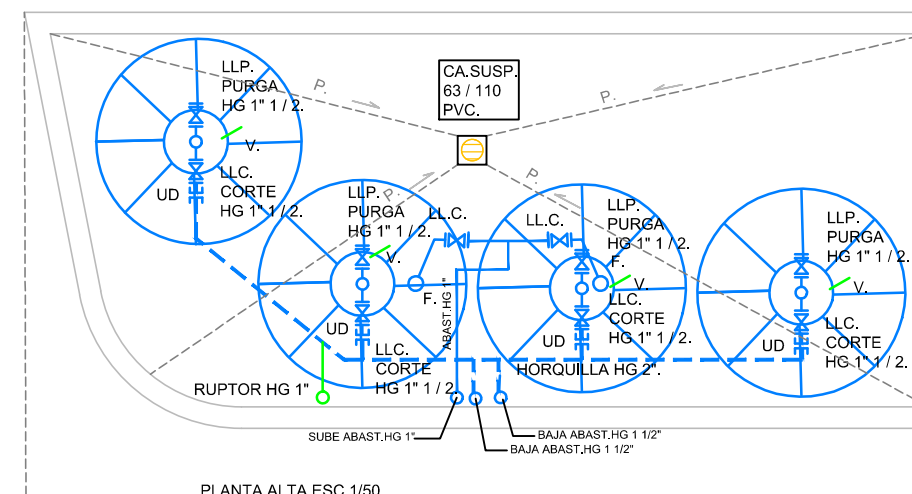 CA.SUSP.
63 / 110
PVC.
P.
P.
P.
P.
LLP.
PURGA
HG 1" 1 / 2.
V.
LLC.
CORTE
HG 1" 1 / 2.
UD
LLP.
PURGA
HG 1" 1 / 2.
V.
LL.C.
F.
UD
LLC.
CORTE
HG 1" 1 / 2.
ABAST.HG 1"
LL.C.
LLP.
PURGA
HG 1" 1 / 2.
F.
V.
LLC.
CORTE
HG 1" 1 / 2.
UD
LLP.
PURGA
HG 1" 1 / 2.
V.
LLC.
CORTE
HG 1" 1 / 2.
UD
HORQUILLA HG 2".
RUPTOR HG 1"
SUBE ABAST.HG 1"
BAJA ABAST.HG 1 1/2"
BAJA ABAST.HG 1 1/2"
PLANTA ALTA ESC 1/50